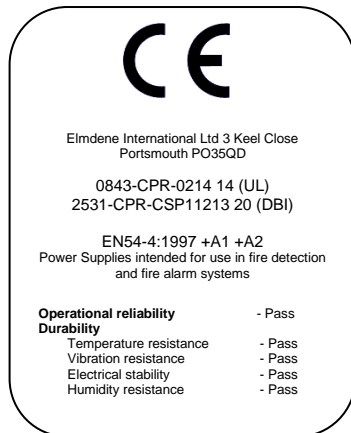 CE
Elmdene International Ltd 3 Keel Close
Portsmouth PO35QD
0843-CPR-0214 14 (UL)
2531-CPR-CSP11213 20 (DBI)
EN54-4:1997 +A1 +A2
Power Supplies intended for use in fire detection
and fire alarm systems
Operational reliability - Pass
Durability
Temperature resistance - Pass
Vibration resistance - Pass
Electrical stability - Pass
Humidity resistance - Pass